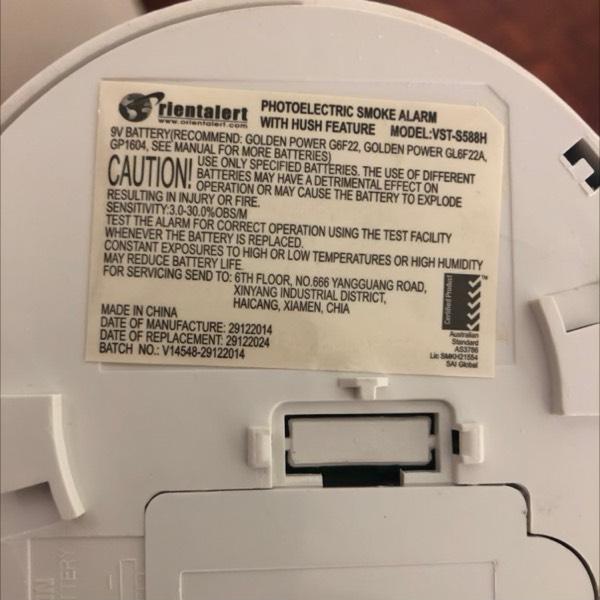 Orientalert
www.orientalert.com
PHOTOELECTRIC SMOKE ALARM
WITH HUSH FEATURE MODEL:VST-S588H
9V BATTERY(RECOMMEND: GOLDEN POWER G6F22, GOLDEN POWER GL6F22A,
GP1604, SEE MANUAL FOR MORE BATTERIES)
CAUTION!
USE ONLY SPECIFIED BATTERIES. THE USE OF DIFFERENT
BATTERIES MAY HAVE A DETRIMENTAL EFFECT ON
OPERATION OR MAY CAUSE THE BATTERY TO EXPLODE
RESULTING IN INJURY OR FIRE.
SENSITIVITY:3.0-30.0%OBS/M
TEST THE ALARM FOR CORRECT OPERATION USING THE TEST FACILITY
WHENEVER THE BATTERY IS REPLACED.
CONSTANT EXPOSURES TO HIGH OR LOW TEMPERATURES OR HIGH HUMIDITY
MAY REDUCE BATTERY LIFE.
FOR SERVICING SEND TO: 6TH FLOOR, NO.666 YANGGUANG ROAD,
XINYANG INDUSTRIAL DISTRICT,
HAICANG, XIAMEN, CHIA
MADE IN CHINA
DATE OF MANUFACTURE: 29122014
DATE OF REPLACEMENT: 29122024
BATCH NO.: V14548-29122014
Certified Product
™
Australian
Standard
AS3786
Lic SMKH21554
SAI Global